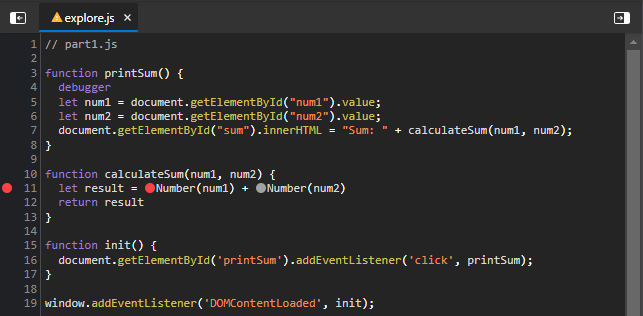 explore.js ×
1 // part1.js
2
3 function printSum() {
4   debugger
5   let num1 = document.getElementById("num1").value;
6   let num2 = document.getElementById("num2").value;
7   document.getElementById("sum").innerHTML = "Sum: " + calculateSum(num1, num2);
8 }
9
10 function calculateSum(num1, num2) {
11   let result = Number(num1) + Number(num2)
12   return result
13 }
14
15 function init() {
16   document.getElementById('printSum').addEventListener('click', printSum);
17 }
18
19 window.addEventListener('DOMContentLoaded', init);